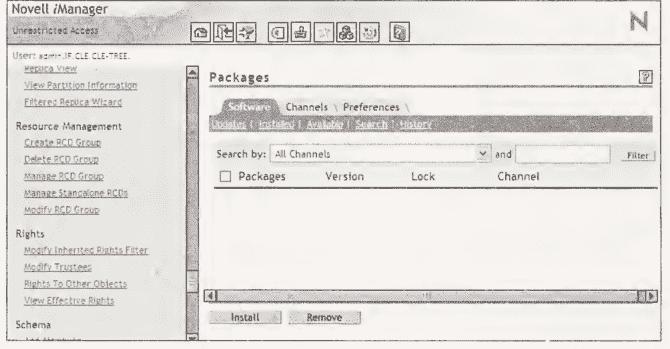 Novell iManager
Unrestricted Access
N
User: admin.IF.CLE.CLE-TREE.
Replica View
View Partition Information
Filtered Replica Wizard
Resource Management
Create RCD Group
Delete RCD Group
Manage RCD Group
Manage Standalone RCDs
Modify RCD Group
Rights
Modify Inherited Rights Filter
Modify Trustees
Rights To Other Objects
View Effective Rights
Schema
Packages
?
Software \ Channels \ Preferences \
Updates | Installed | Available | Search | History
Search by: All Channels and Filter
Packages Version Lock Channel
Install Remove